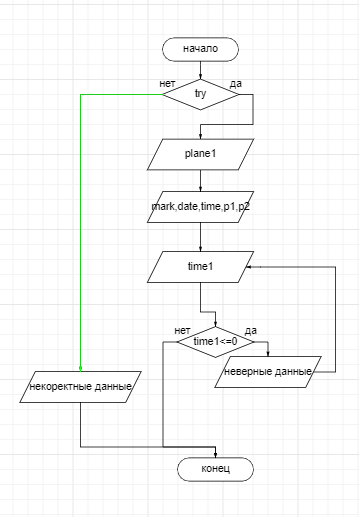 начало
нет
да
try
plane1
mark,date,time,p1,p2
time1
нет
да
time1<=0
неверные данные
некоректные данные
конец